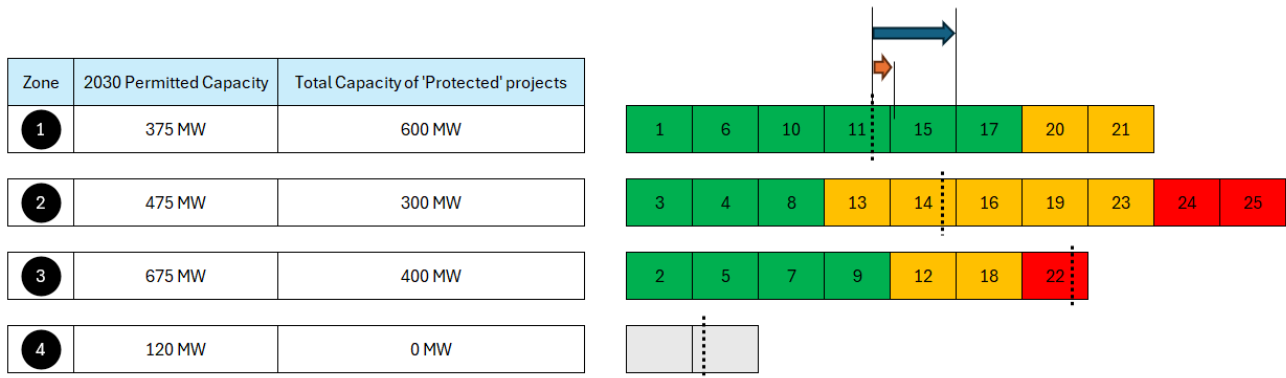 Zone 2030 Permitted Capacity Total Capacity of 'Protected' projects
1 375 MW 600 MW 1 6 10 11 15 17 20 21
2 475 MW 300 MW 3 4 8 13 14 16 19 23 24 25
3 675 MW 400 MW 2 5 7 9 12 18 22
4 120 MW 0 MW